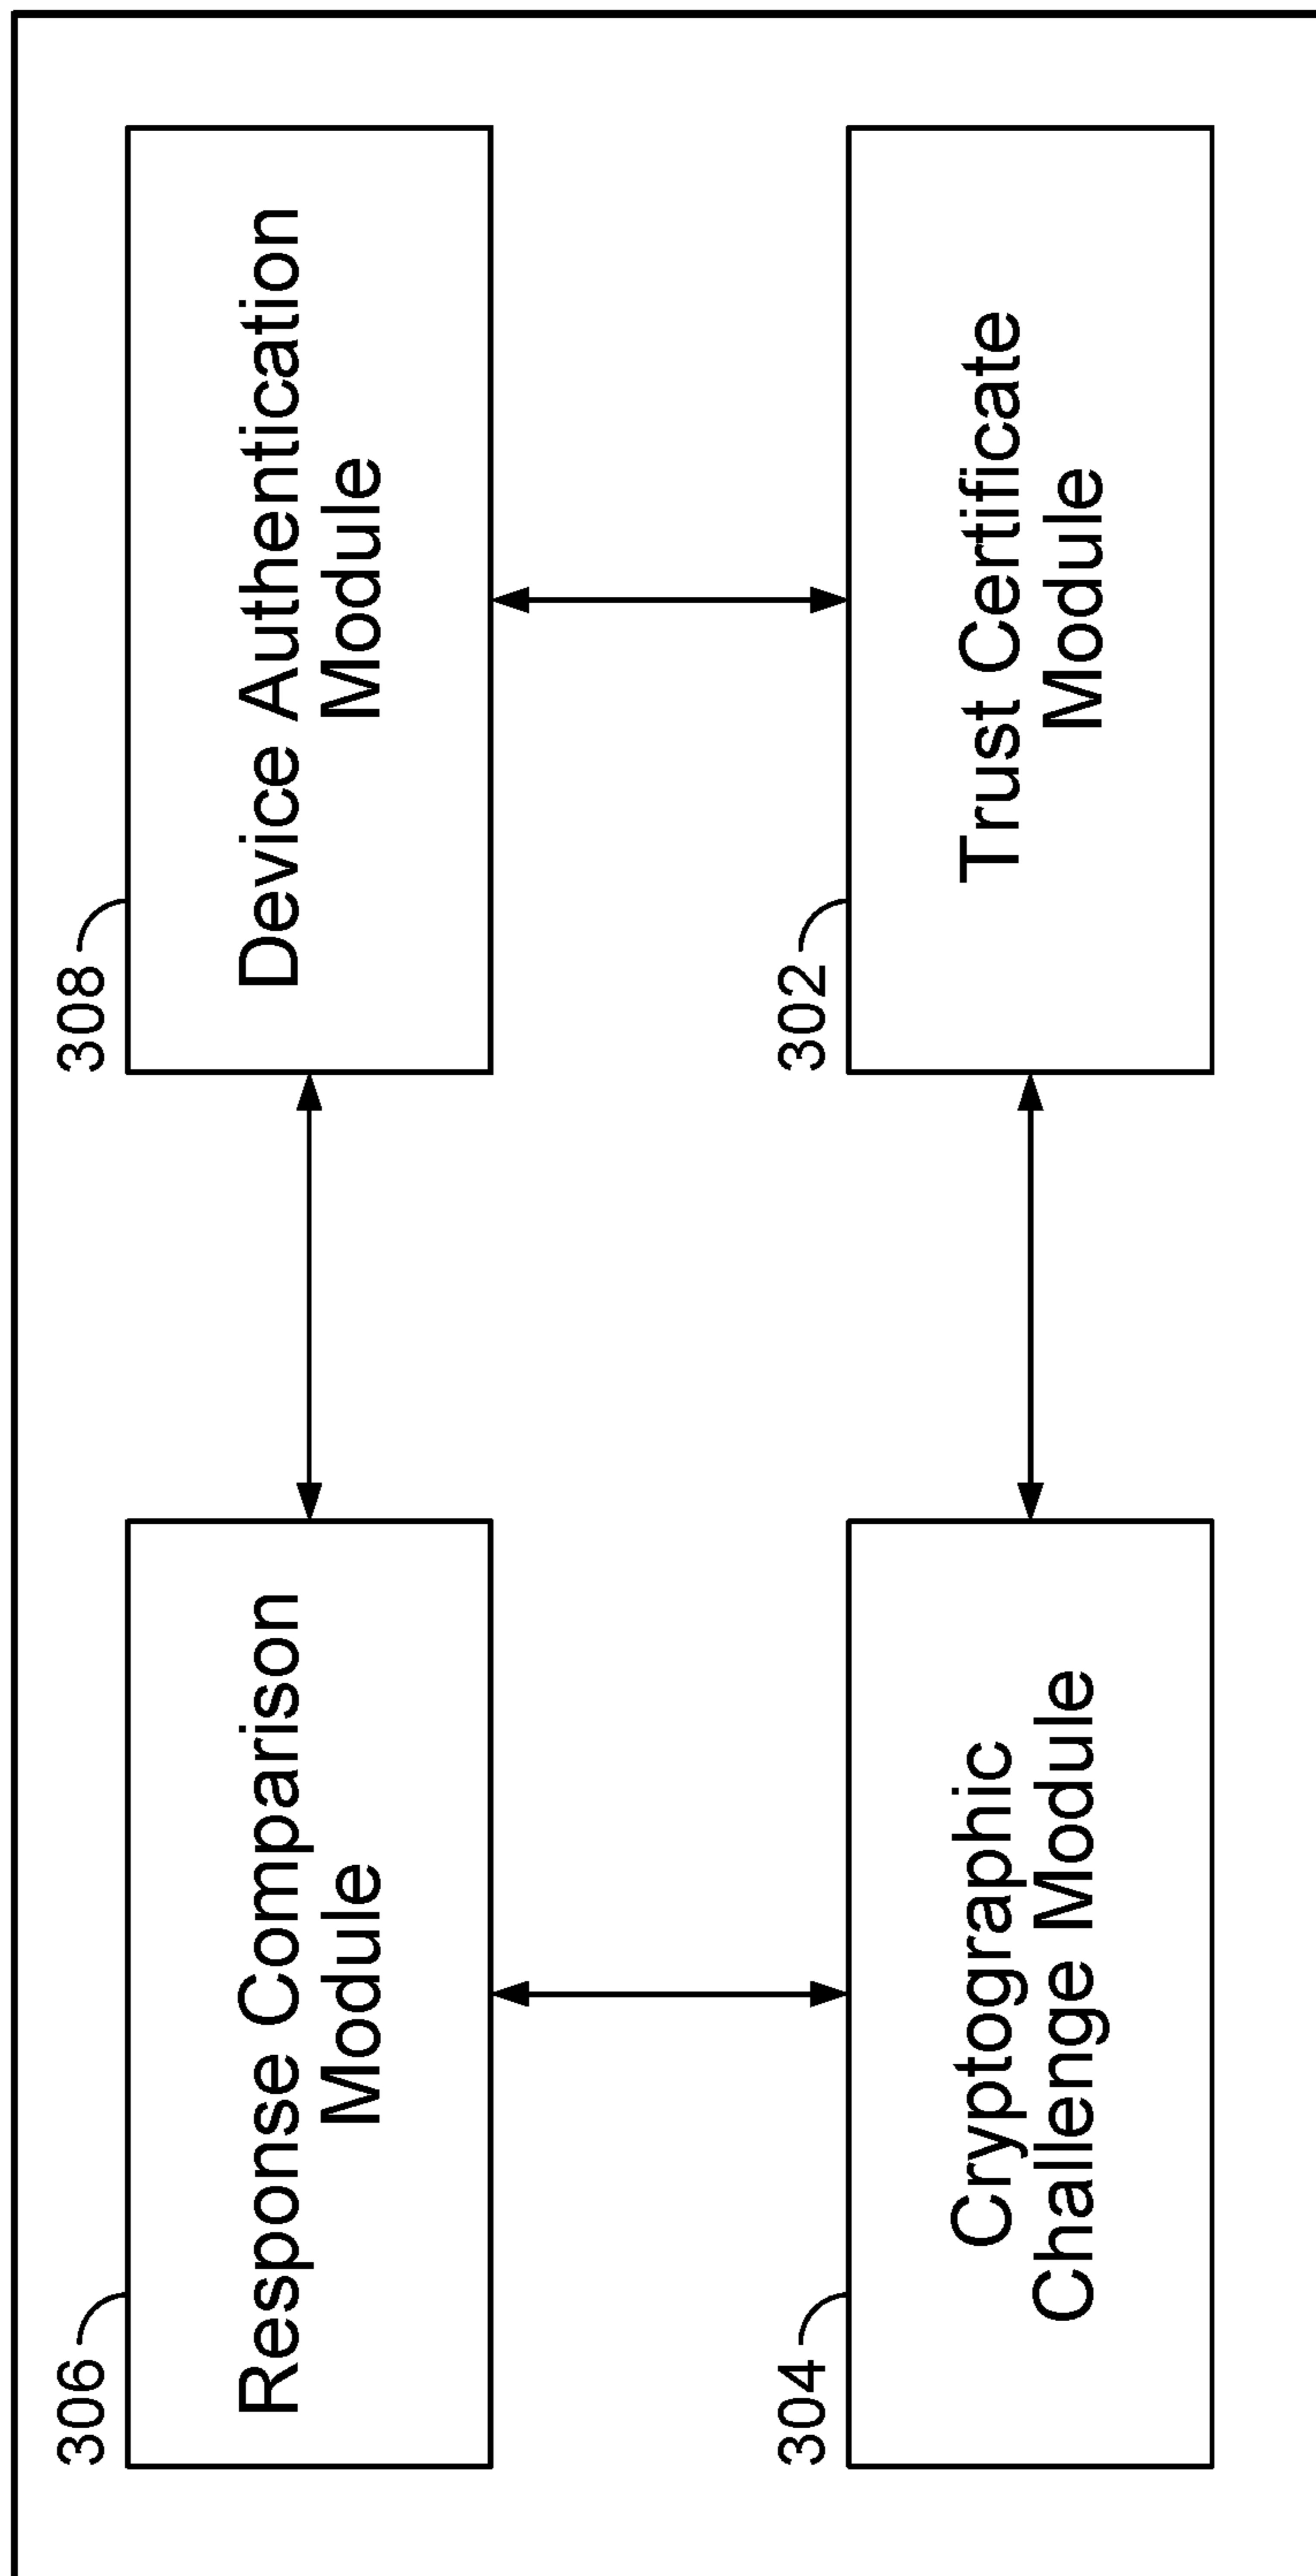 306
Response Comparison
Module
308
Device Authentication
Module
304
Cryptographic
Challenge Module
302
Trust Certificate
Module